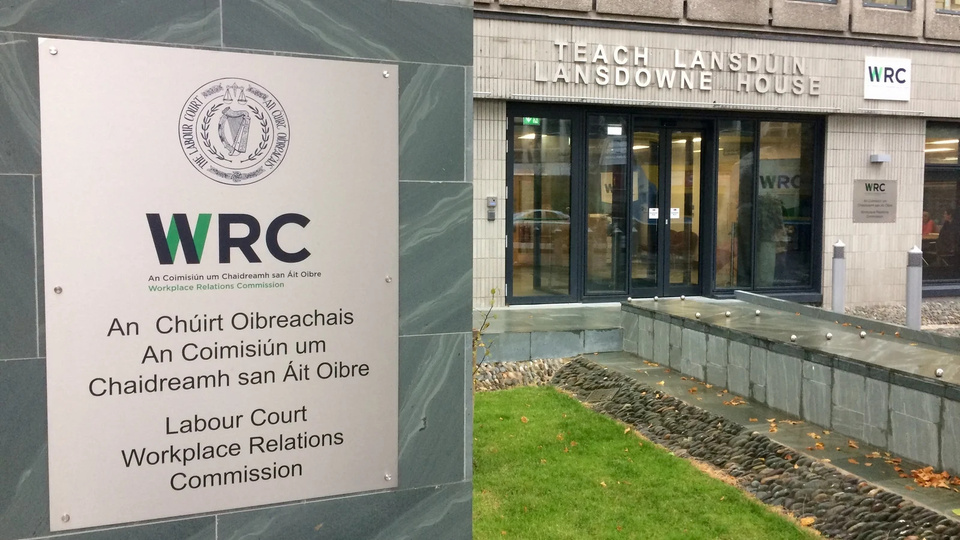 THE LABOUR COURT
AN CHÚIRT OIBREACHAIS
WRC
An Coimisiún um Chaidreamh san Áit Oibre
Workplace Relations Commission
An Chúirt Oibreachais
An Coimisiún um
Chaidreamh san Áit Oibre
Labour Court
Workplace Relations
Commission
TEACH LANSDUIN
LANSDOWNE HOUSE
WRC
WRC
WRC